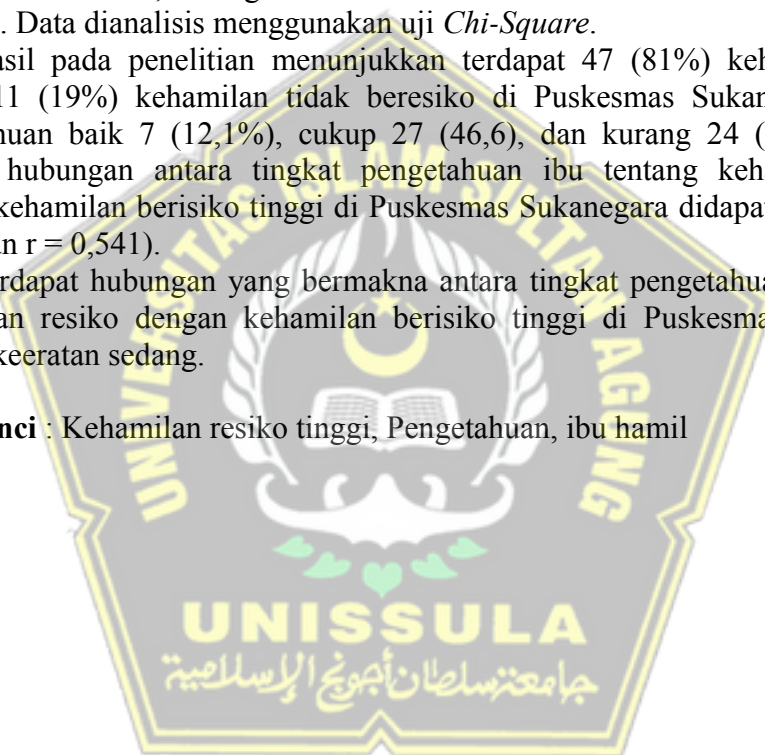 . Data dianalisis menggunakan uji Chi-Square.
asil pada penelitian menunjukkan terdapat 47 (81%) keh
11 (19%) kehamilan tidak beresiko di Puskesmas Sukan
nuan baik 7 (12,1%), cukup 27 (46,6), dan kurang 24 (
hubungan antara tingkat pengetahuan ibu tentang keh
kehamilan berisiko tinggi di Puskesmas Sukanegara didapat
n r = 0,541).
rdapat hubungan yang bermakna antara tingkat pengetahua
an resiko dengan kehamilan berisiko tinggi di Puskesma
keeratan sedang.
nci : Kehamilan resiko tinggi, Pengetahuan, ibu hamil
UNIVERSITAS ISLAM SULTAN AGUNG
UNISSULA
جامعتنسلطان أجونج الإسلامية